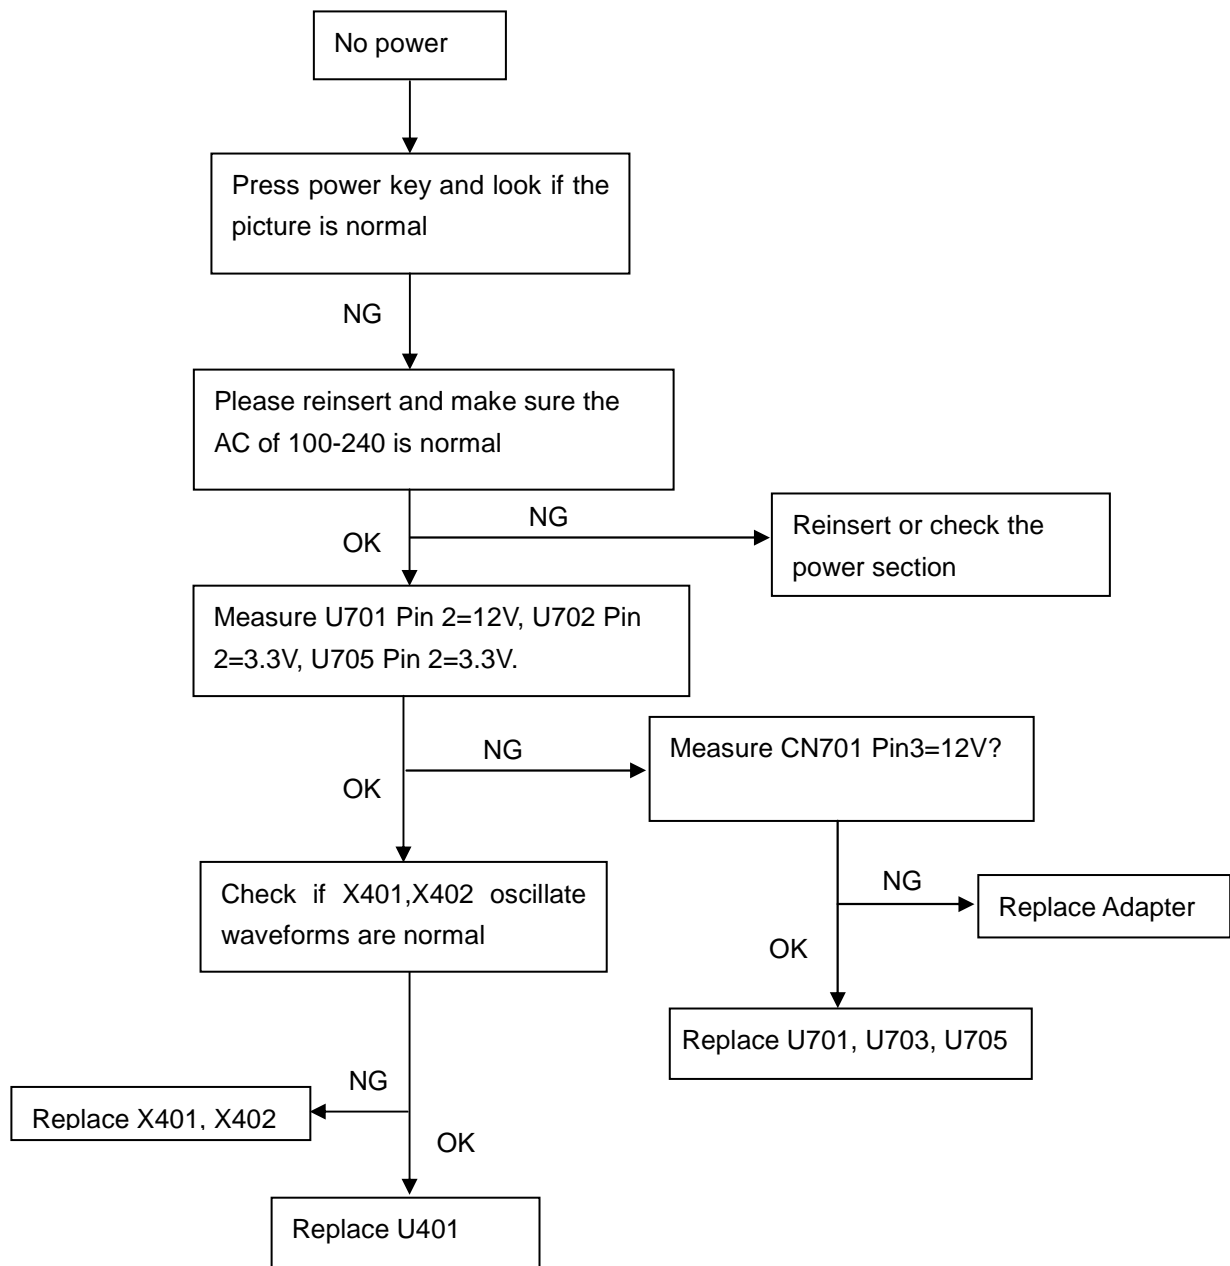 No power
Press power key and look if the
picture is normal
NG
Please reinsert and make sure the
AC of 100-240 is normal
NG
OK
Reinsert or check the
power section
Measure U701 Pin 2=12V, U702 Pin
2=3.3V, U705 Pin 2=3.3V.
NG
OK
Measure CN701 Pin3=12V?
Check if X401,X402 oscillate
waveforms are normal
NG
OK
Replace Adapter
Replace U701, U703, U705
NG
OK
Replace X401, X402
Replace U401